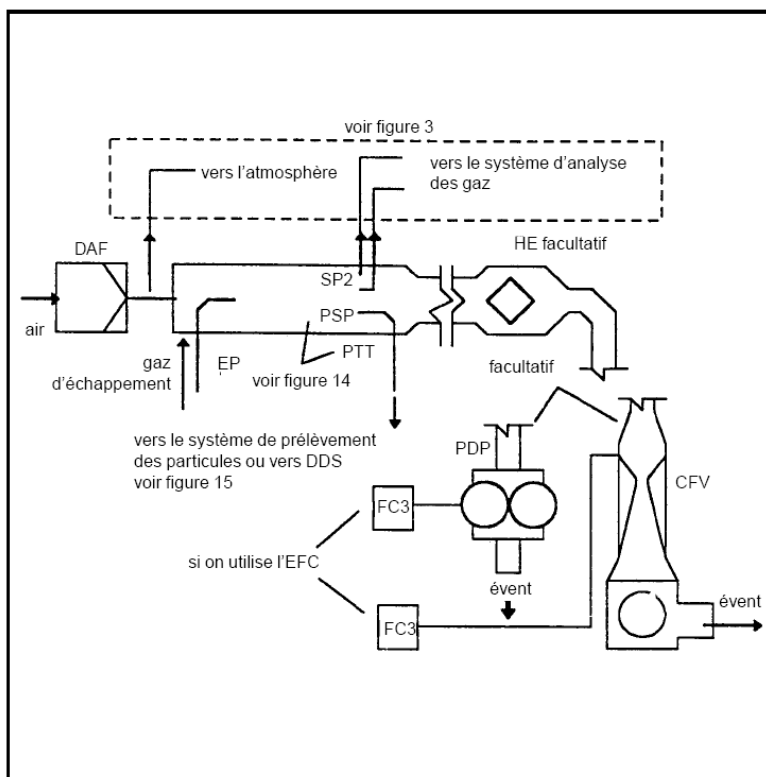 voir figure 3
vers l'atmosphère
vers le système d'analyse
des gaz
DAF
HE facultatif
SP2
PSP
air
gaz
d'échappement
EP
PTT
voir figure 14
facultatif
vers le système de prélèvement
des particules ou vers DDS
voir figure 15
PDP
CFV
FC3
si on utilise l'EFC
évent
évent
FC3